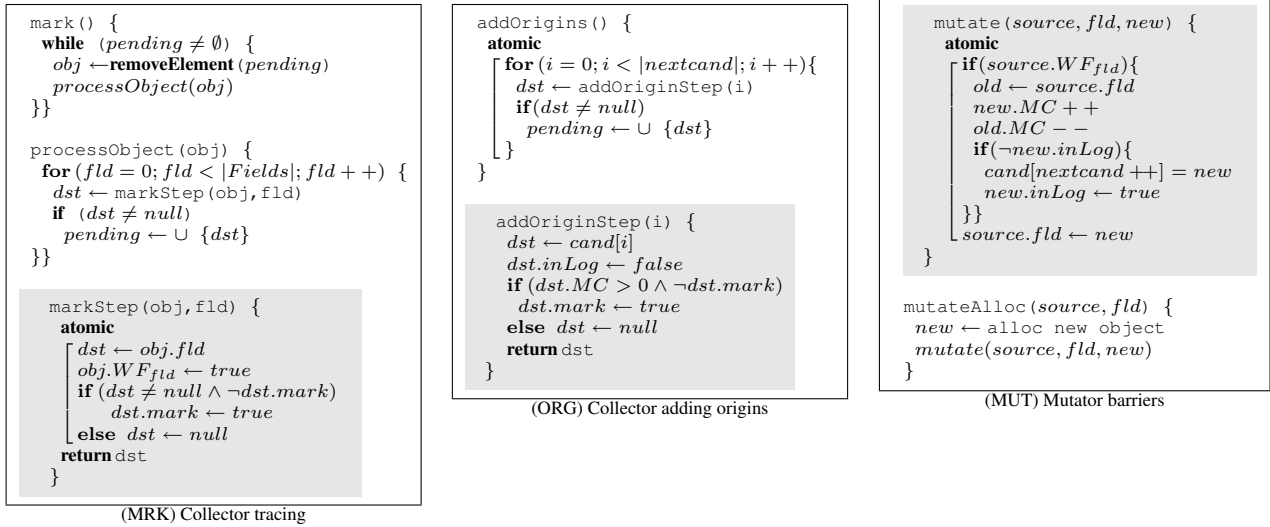 mark() {
while (pending ≠ ∅) {
obj ←removeElement(pending)
processObject(obj)
}}
processObject(obj) {
for(fld = 0; fld < |Fields|; fld + +) {
dst ← markStep(obj,fld)
if (dst ≠ null)
pending ← ∪ {dst}
}}
markStep(obj,fld) {
atomic
dst ← obj.fld
obj.WF_fld ← true
if (dst ≠ null ∧ ¬dst.mark)
dst.mark ← true
else dst ← null
return dst
}
(MRK) Collector tracing
addOrigins() {
atomic
for(i = 0; i < |nextcand|; i + +){
dst ← addOriginStep(i)
if(dst ≠ null)
pending ← ∪ {dst}
}
}
addOriginStep(i) {
dst ← cand[i]
dst.inLog ← false
if (dst.MC > 0 ∧ ¬dst.mark)
dst.mark ← true
else dst ← null
return dst
}
(ORG) Collector adding origins
mutate(source, fld, new) {
atomic
if(source.WF_fld){
old ← source.fld
new.MC + +
old.MC − −
if(¬new.inLog){
cand[nextcand ++] = new
new.inLog ← true
}}
source.fld ← new
}
mutateAlloc(source, fld) {
new ← alloc new object
mutate(source, fld, new)
}
(MUT) Mutator barriers